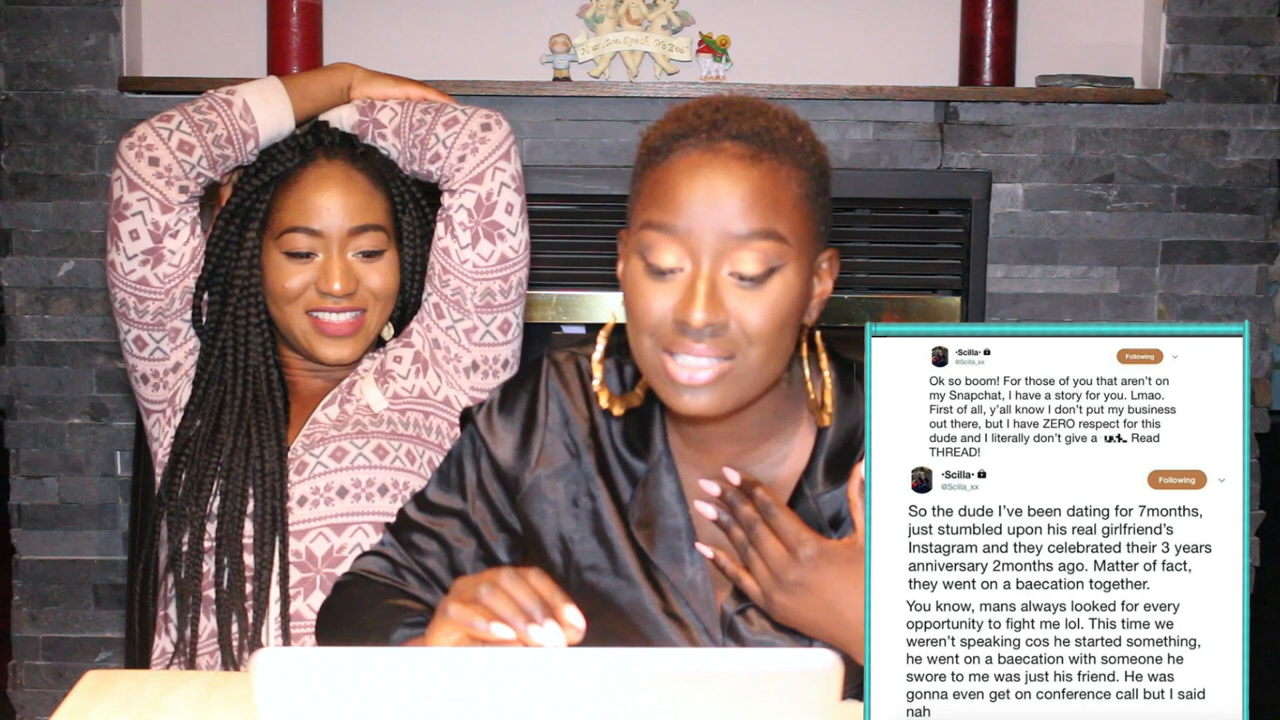 Hear, See, Speak No Evil
•Scilla•
@Scilla_xx
Following
Ok so boom! For those of you that aren't on
my Snapchat, I have a story for you. Lmao.
First of all, y'all know I don't put my business
out there, but I have ZERO respect for this
dude and I literally don't give a Read
THREAD!
•Scilla•
@Scilla_xx
Following
So the dude I've been dating for 7months,
just stumbled upon his real girlfriend's
Instagram and they celebrated their 3 years
anniversary 2months ago. Matter of fact,
they went on a baecation together.
You know, mans always looked for every
opportunity to fight me lol. This time we
weren't speaking cos he started something,
he went on a baecation with someone he
swore to me was just his friend. He was
gonna even get on conference call but I said
nah